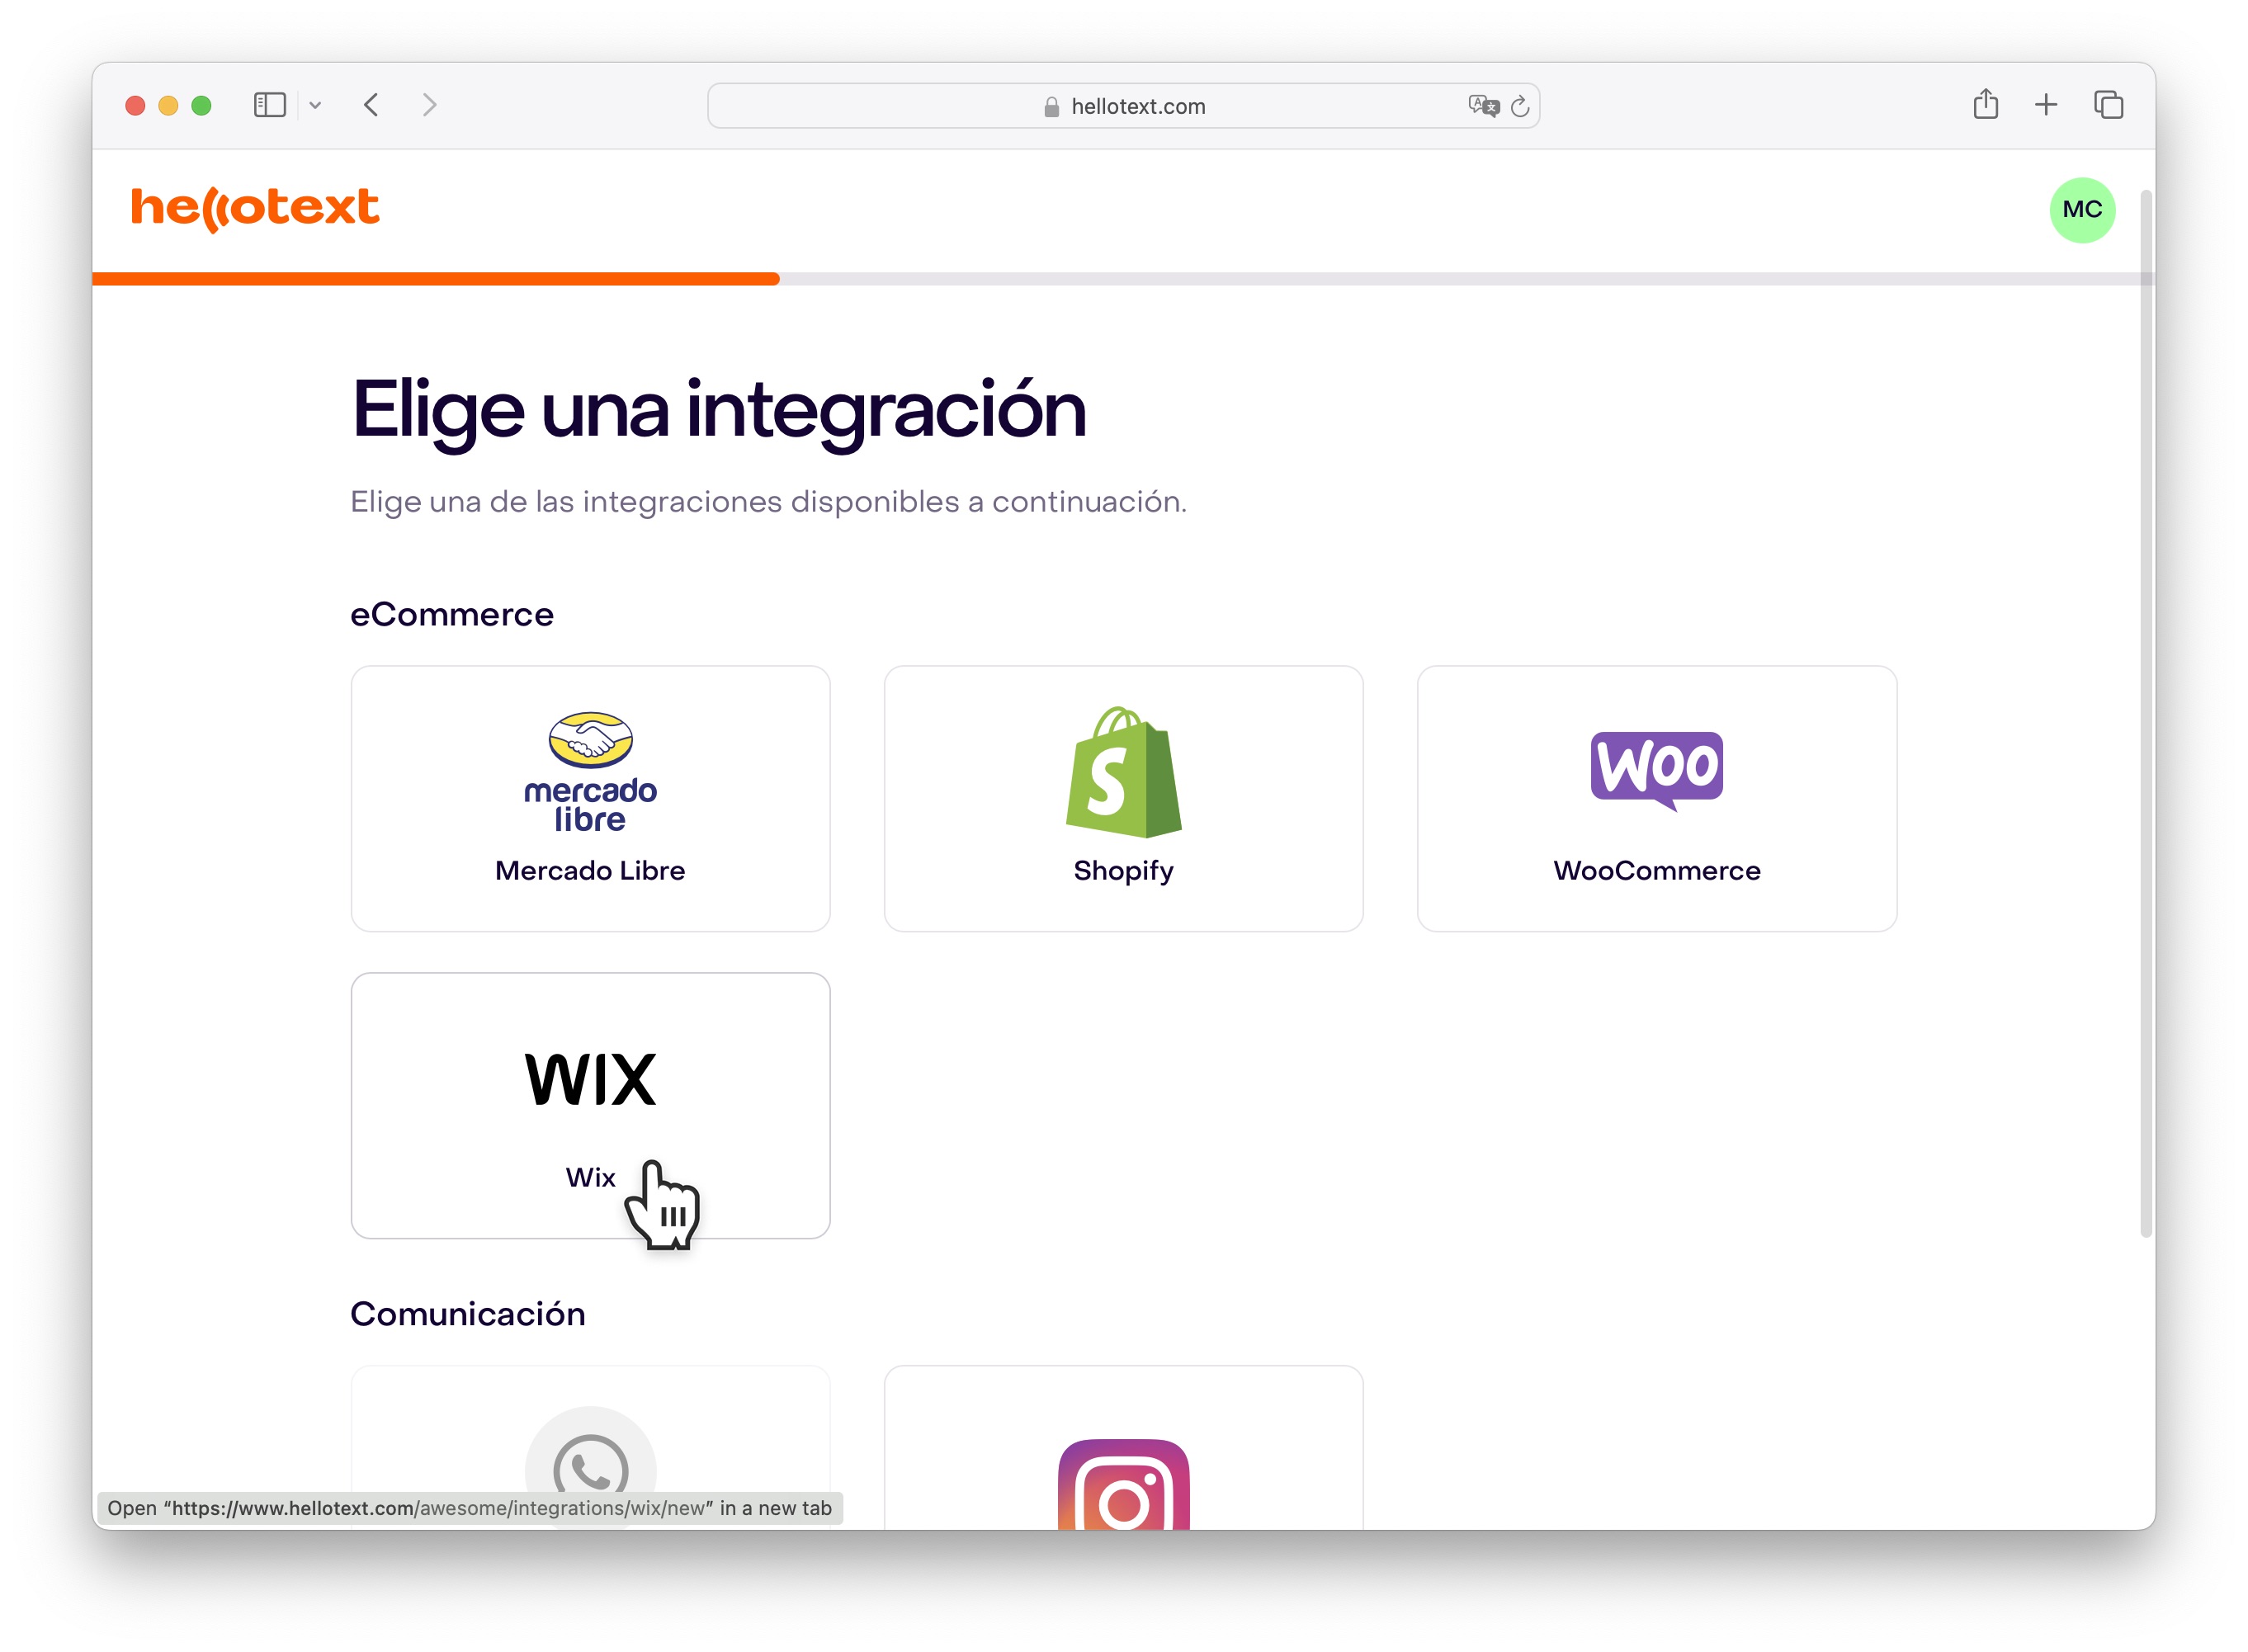 hellotext.com
hellotext
MC
Elige una integración
Elige una de las integraciones disponibles a continuación.
eCommerce
mercado
libre
Mercado Libre
S
Shopify
WOO
WooCommerce
WIX
Wix
Comunicación
Open “https://www.hellotext.com/awesome/integrations/wix/new” in a new tab